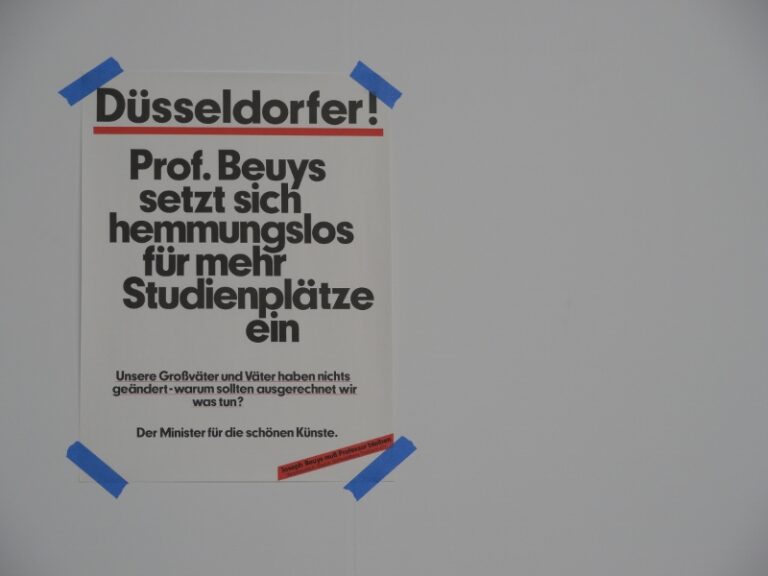 Düsseldorfer!
Prof. Beuys
setzt sich
hemmungslos
für mehr
Studienplätze
ein
Unsere Großväter und Väter haben nichts
geändert-warum sollten ausgerechnet wir
was tun?
Der Minister für die schönen Künste.
Joseph Beuys muß Professor bleiben